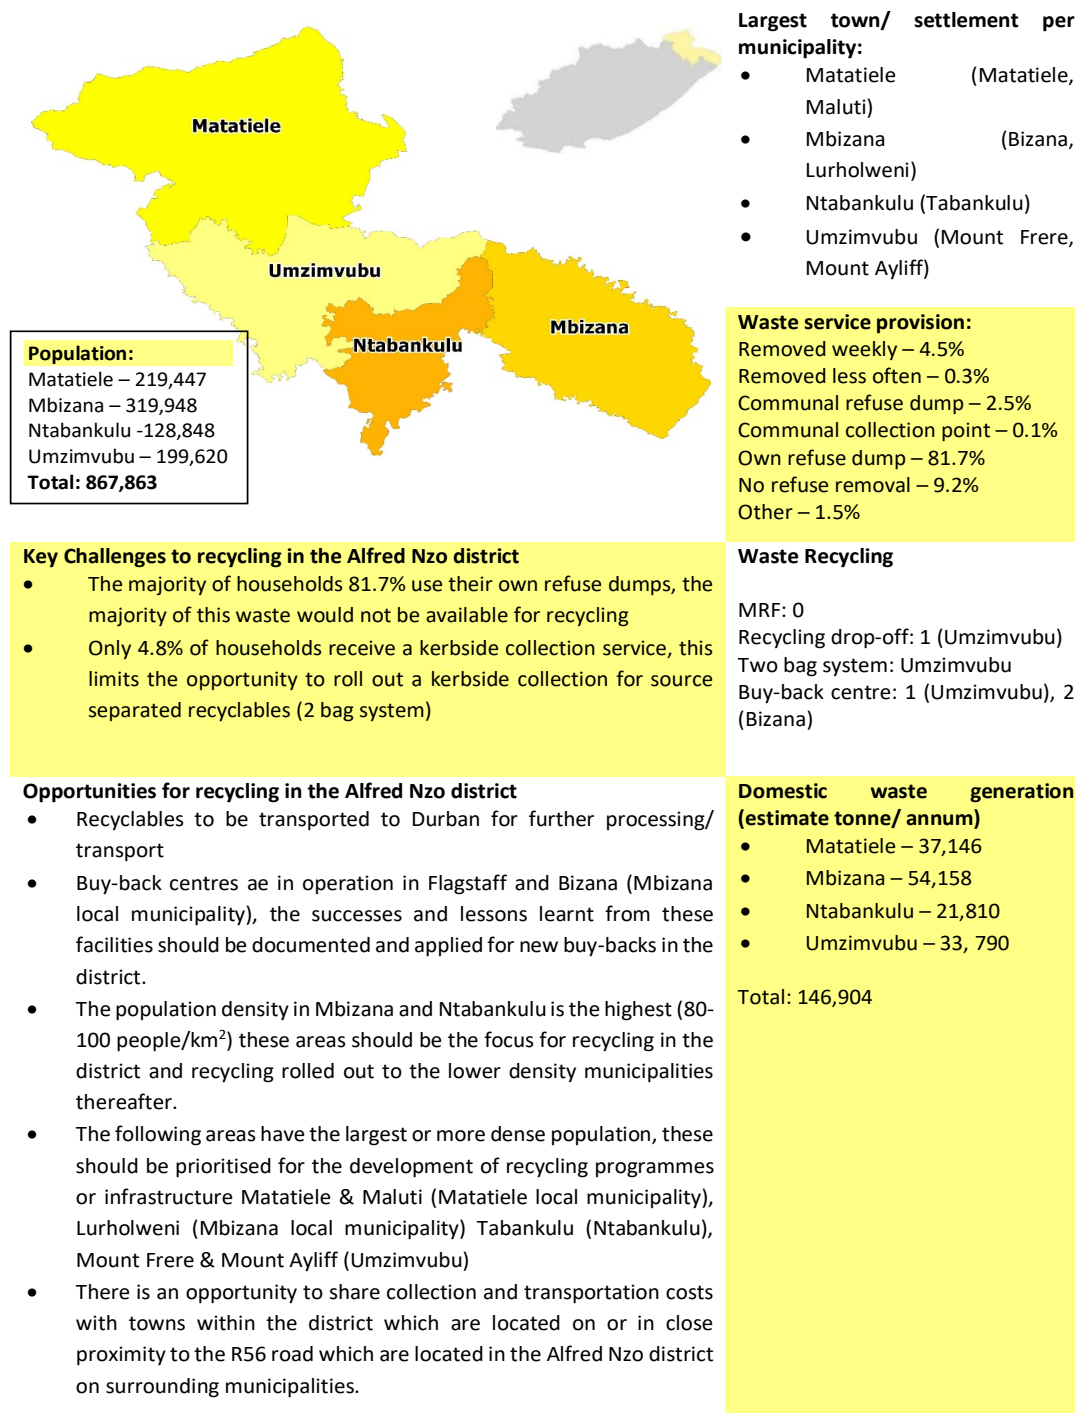 Largest town/ settlement per
municipality:
• Matatiele (Matatiele,
Maluti)
• Mbizana (Bizana,
Lurholweni)
• Ntabankulu (Tabankulu)
• Umzimvubu (Mount Frere,
Mount Ayliff)
Matatiele
Umzimvubu
Ntabankulu
Mbizana
Population:
Matatiele – 219,447
Mbizana – 319,948
Ntabankulu -128,848
Umzimvubu – 199,620
Total: 867,863
Waste service provision:
Removed weekly – 4.5%
Removed less often – 0.3%
Communal refuse dump – 2.5%
Communal collection point – 0.1%
Own refuse dump – 81.7%
No refuse removal – 9.2%
Other – 1.5%
Key Challenges to recycling in the Alfred Nzo district
• The majority of households 81.7% use their own refuse dumps, the
majority of this waste would not be available for recycling
• Only 4.8% of households receive a kerbside collection service, this
limits the opportunity to roll out a kerbside collection for source
separated recyclables (2 bag system)
Waste Recycling
MRF: 0
Recycling drop-off: 1 (Umzimvubu)
Two bag system: Umzimvubu
Buy-back centre: 1 (Umzimvubu), 2
(Bizana)
Opportunities for recycling in the Alfred Nzo district
• Recyclables to be transported to Durban for further processing/
transport
• Buy-back centres ae in operation in Flagstaff and Bizana (Mbizana
local municipality), the successes and lessons learnt from these
facilities should be documented and applied for new buy-backs in the
district.
• The population density in Mbizana and Ntabankulu is the highest (80-
100 people/km²) these areas should be the focus for recycling in the
district and recycling rolled out to the lower density municipalities
thereafter.
• The following areas have the largest or more dense population, these
should be prioritised for the development of recycling programmes
or infrastructure Matatiele & Maluti (Matatiele local municipality),
Lurholweni (Mbizana local municipality) Tabankulu (Ntabankulu),
Mount Frere & Mount Ayliff (Umzimvubu)
• There is an opportunity to share collection and transportation costs
with towns within the district which are located on or in close
proximity to the R56 road which are located in the Alfred Nzo district
on surrounding municipalities.
Domestic waste generation
(estimate tonne/ annum)
• Matatiele – 37,146
• Mbizana – 54,158
• Ntabankulu – 21,810
• Umzimvubu – 33, 790
Total: 146,904